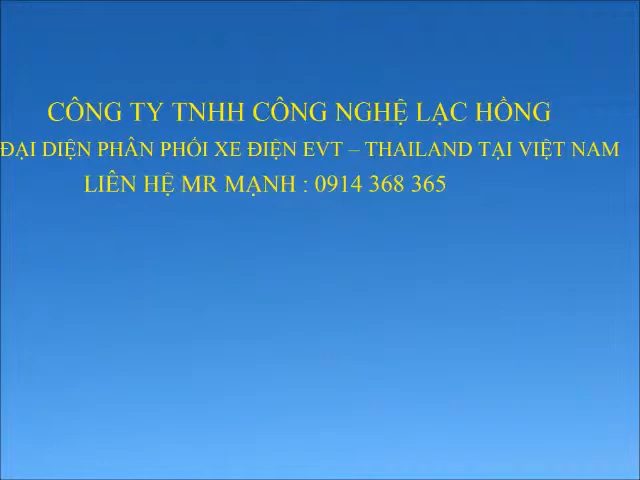 CÔNG TY TNHH CÔNG NGHỆ LẠC HỒNG
ĐẠI DIỆN PHÂN PHỐI XE ĐIỆN EVT – THAILAND TẠI VIỆT NAM
LIÊN HỆ MR MẠNH : 0914 368 365